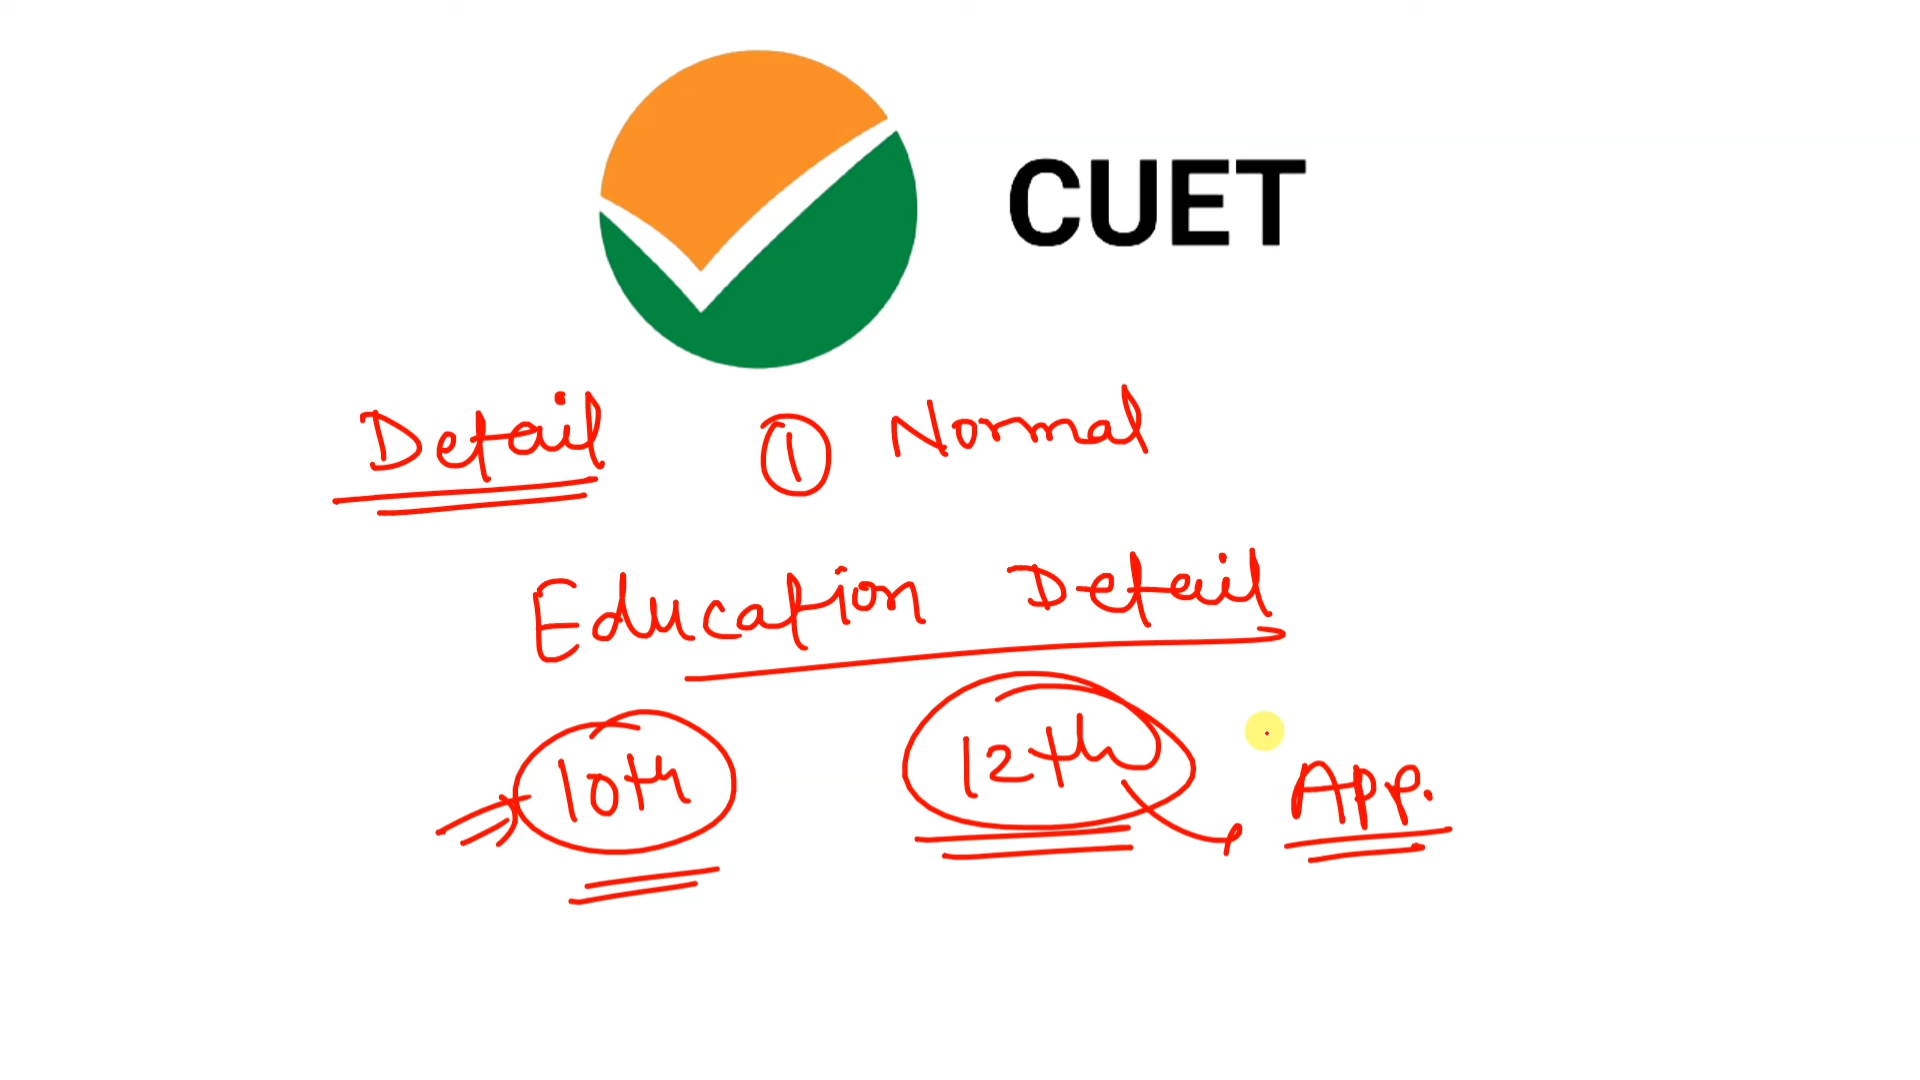 CUET
Detail ① Normal
Education Detail
10th 12th App.